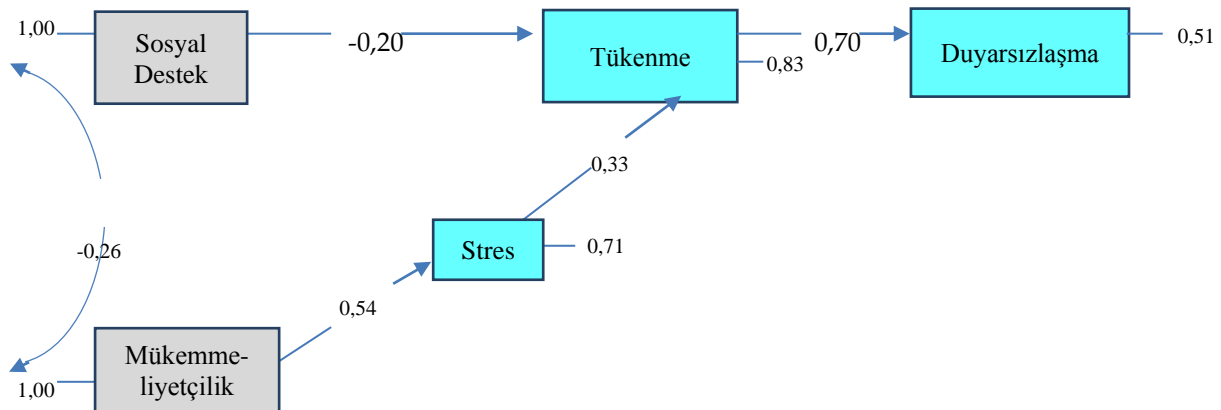 1,00
Sosyal
Destek
-0,20
Tükenme
0,83
0,70
Duyarsızlaşma
0,51
0,33
-0,26
Stres
0,71
0,54
Mükemme-
liyetçilik
1,00